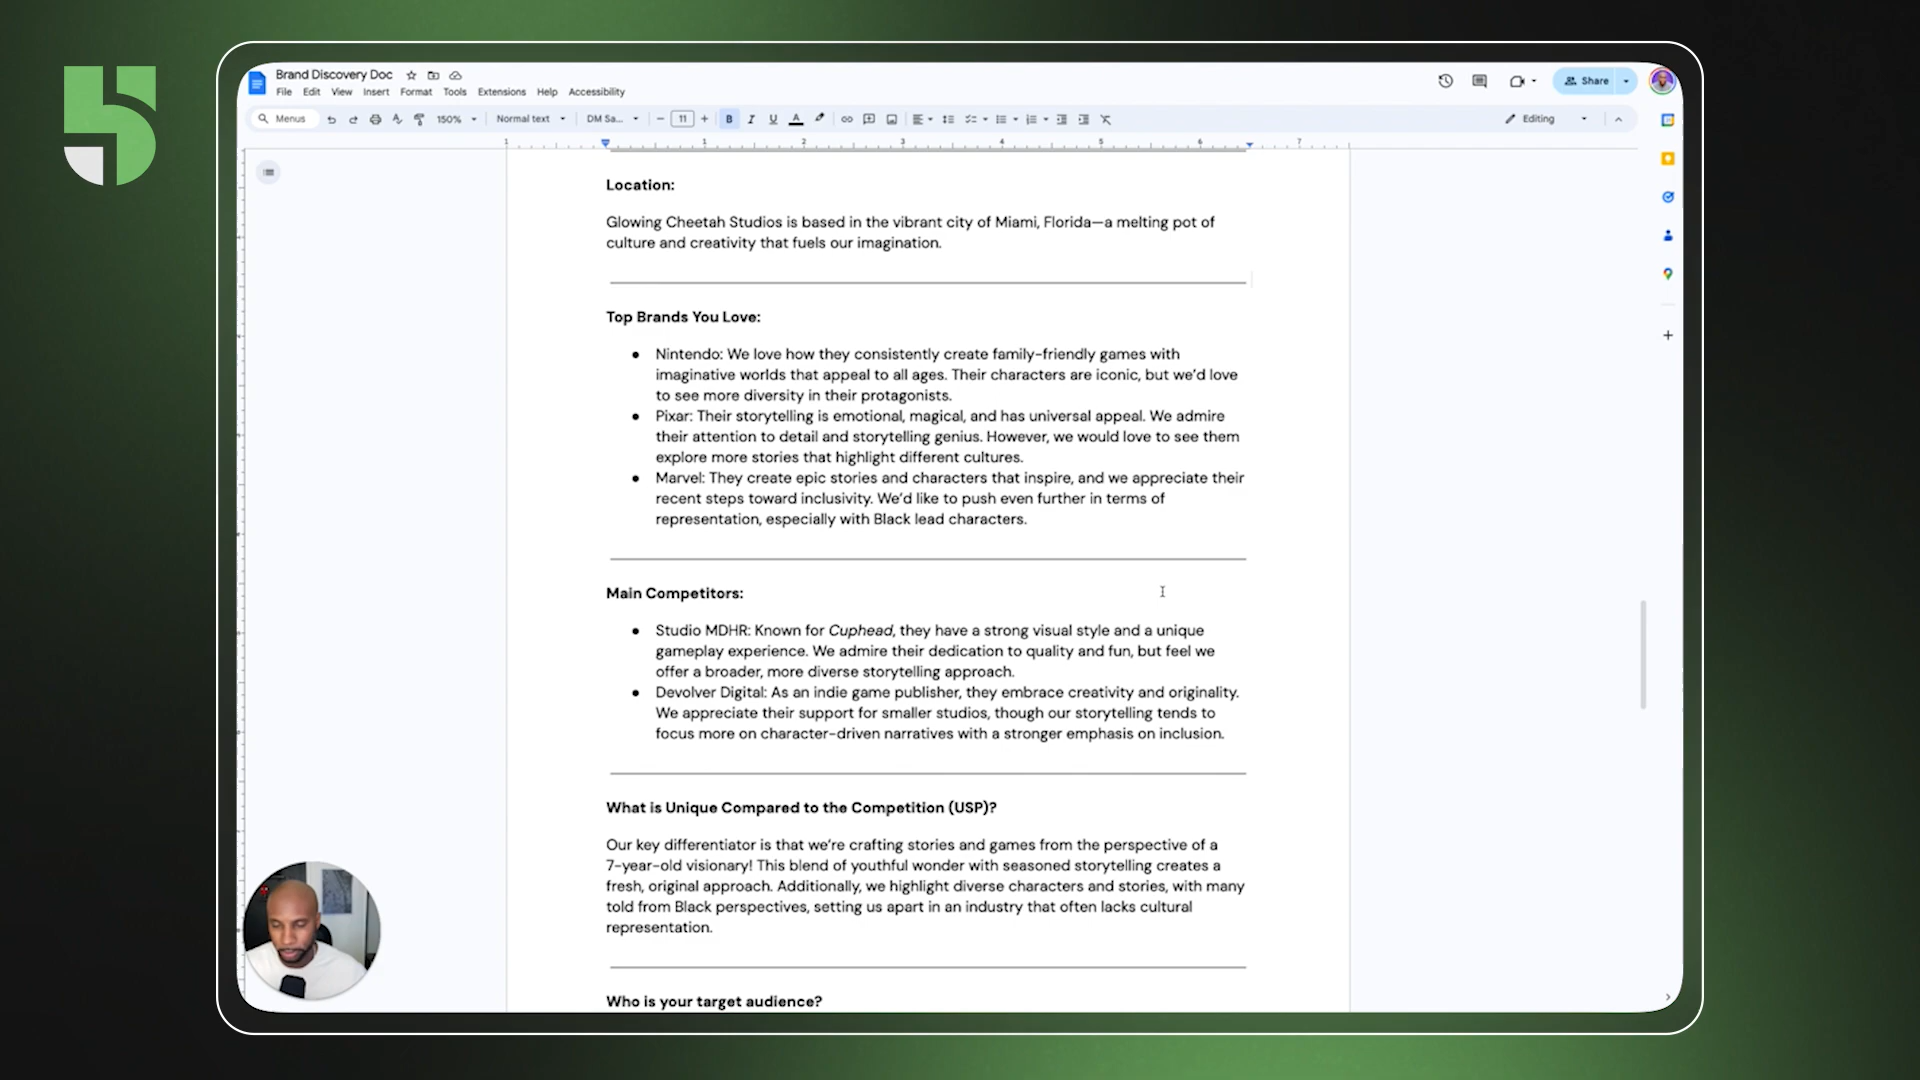 Brand Discovery Doc
File Edit View Insert Format Tools Extensions Help Accessibility
Share
Menus 150% Normal text DM Sa... 11 B I U A Editing
1 1 2 3 4 5 6 7
Location:
Glowing Cheetah Studios is based in the vibrant city of Miami, Florida—a melting pot of
culture and creativity that fuels our imagination.
Top Brands You Love:
● Nintendo: We love how they consistently create family-friendly games with
imaginative worlds that appeal to all ages. Their characters are iconic, but we’d love
to see more diversity in their protagonists.
● Pixar: Their storytelling is emotional, magical, and has universal appeal. We admire
their attention to detail and storytelling genius. However, we would love to see them
explore more stories that highlight different cultures.
● Marvel: They create epic stories and characters that inspire, and we appreciate their
recent steps toward inclusivity. We’d like to push even further in terms of
representation, especially with Black lead characters.
Main Competitors:
● Studio MDHR: Known for Cuphead, they have a strong visual style and a unique
gameplay experience. We admire their dedication to quality and fun, but feel we
offer a broader, more diverse storytelling approach.
● Devolver Digital: As an indie game publisher, they embrace creativity and originality.
We appreciate their support for smaller studios, though our storytelling tends to
focus more on character-driven narratives with a stronger emphasis on inclusion.
What is Unique Compared to the Competition (USP)?
Our key differentiator is that we’re crafting stories and games from the perspective of a
7-year-old visionary! This blend of youthful wonder with seasoned storytelling creates a
fresh, original approach. Additionally, we highlight diverse characters and stories, with many
told from Black perspectives, setting us apart in an industry that often lacks cultural
representation.
Who is your target audience?